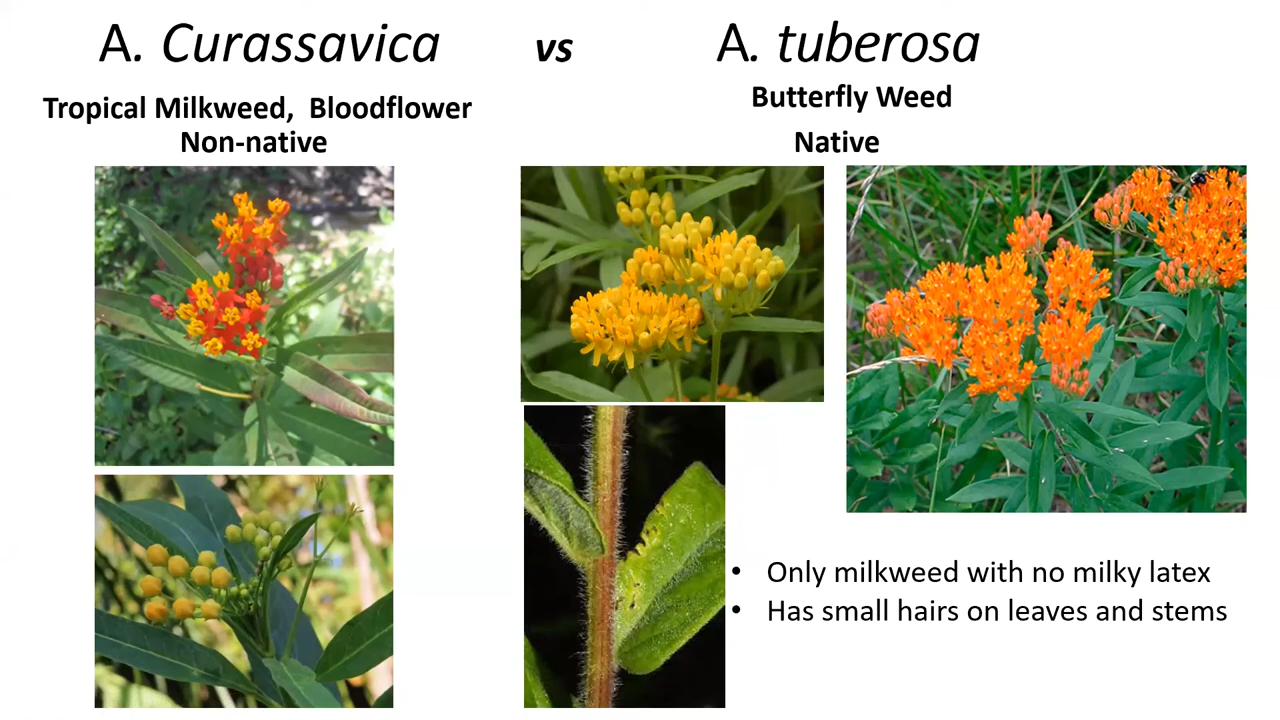 A. Curassavica vs A. tuberosa
Tropical Milkweed, Bloodflower
Non-native
Butterfly Weed
Native
• Only milkweed with no milky latex
• Has small hairs on leaves and stems